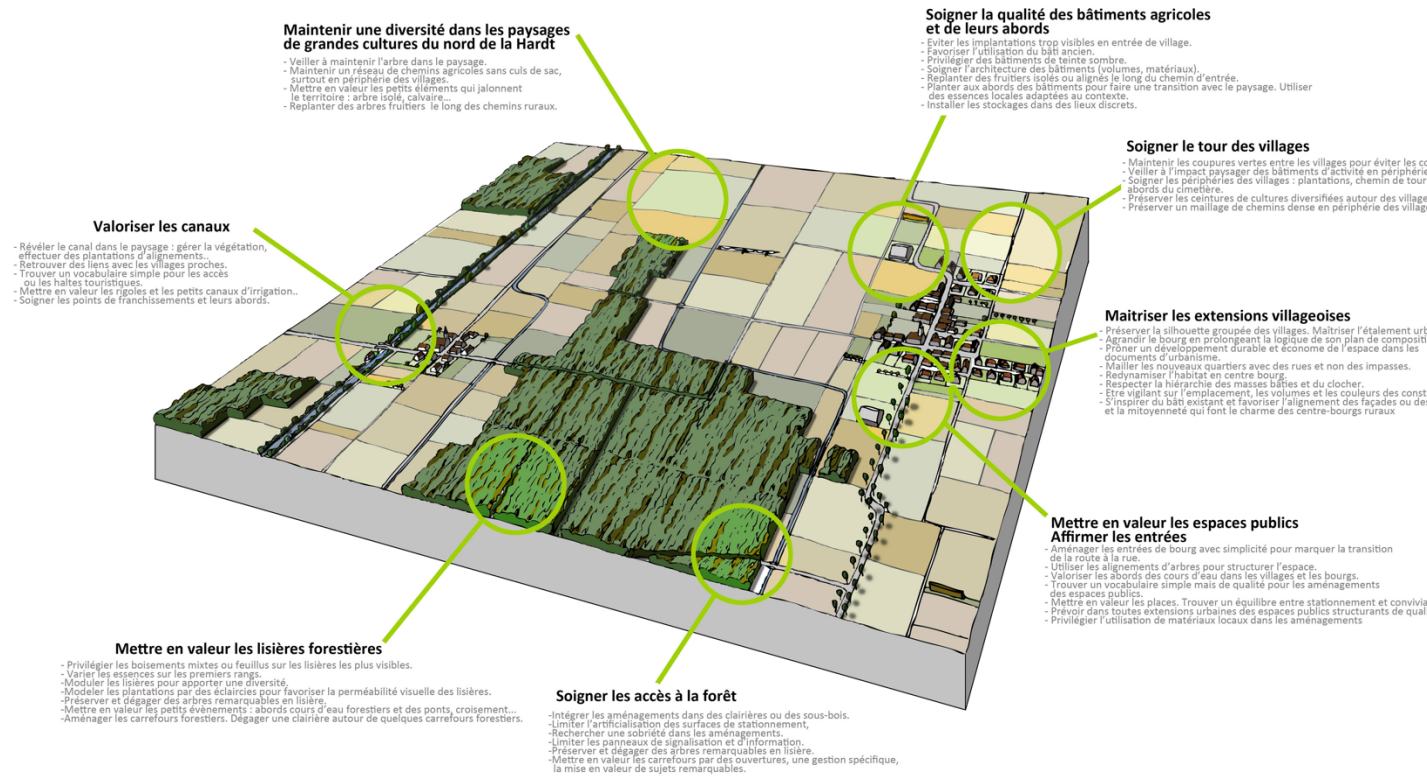 Maintenir une diversité dans les paysages
de grandes cultures du nord de la Hardt
- Veiller à maintenir l'arbre dans le paysage.
- Maintenir un réseau de chemins agricoles sans culs de sac,
surtout en périphérie des villages.
- Mettre en valeur les petits éléments qui jalonnent
le territoire : arbre isolé, calvaire...
- Replanter des arbres fruitiers le long des chemins ruraux.
Soigner la qualité des bâtiments agricoles
et de leurs abords
- Eviter les implantations trop visibles en entrée de village.
- Favoriser l'utilisation du bâti ancien.
- Privilégier des bâtiments de teinte sombre.
- Soigner l'architecture des bâtiments (volumes, matériaux).
- Replanter des fruitiers isolés ou alignés le long du chemin d'entrée.
- Planter aux abords des bâtiments pour faire une transition avec le paysage. Utiliser
des essences locales adaptées au contexte.
- Installer les stockages dans des lieux discrets.
Soigner le tour des villages
- Maintenir les coupures vertes entre les villages pour éviter les co
- Veiller à l'impact paysager des bâtiments d'activité en périphérie
- Soigner les périphéries des villages : plantations, chemin de tour
abords du cimetière.
- Préserver les ceintures de cultures diversifiées autour des village
- Préserver un maillage de chemins dense en périphérie des villag
Valoriser les canaux
- Révéler le canal dans le paysage : gérer la végétation,
effectuer des plantations d'alignements..
- Retrouver des liens avec les villages proches.
- Trouver un vocabulaire simple pour les accès
ou les haltes touristiques.
- Mettre en valeur les rigoles et les petits canaux d'irrigation..
- Soigner les points de franchissements et leurs abords.
Maitriser les extensions villageoises
- Préserver la silhouette groupée des villages. Maîtriser l'étalement urb
- Agrandir le bourg en prolongeant la logique de son plan de compositi
- Prôner un développement durable et économe de l'espace dans les
documents d'urbanisme.
- Mailler les nouveaux quartiers avec des rues et non des impasses.
- Redynamiser l'habitat en centre bourg.
- Respecter la hiérarchie des masses bâties et du clocher.
- Etre vigilant sur l'emplacement, les volumes et les couleurs des const
- S'inspirer du bâti existant et favoriser l'alignement des façades ou des
et la mitoyenneté qui font le charme des centre-bourgs ruraux
Mettre en valeur les espaces publics
Affirmer les entrées
- Aménager les entrées de bourg avec simplicité pour marquer la transition
de la route à la rue.
- Utiliser les alignements d'arbres pour structurer l'espace.
- Valoriser les abords des cours d'eau dans les villages et les bourgs.
- Trouver un vocabulaire simple mais de qualité pour les aménagements
des espaces publics.
- Mettre en valeur les places. Trouver un équilibre entre stationnement et convivia
- Prévoir dans toutes extensions urbaines des espaces publics structurants de quali
- Privilégier l'utilisation de matériaux locaux dans les aménagements
Mettre en valeur les lisières forestières
- Privilégier les boisements mixtes ou feuillus sur les lisières les plus visibles.
- Varier les essences sur les premiers rangs.
-Moduler les lisières pour apporter une diversité.
-Modeler les plantations par des éclaircies pour favoriser la perméabilité visuelle des lisières.
-Préserver et dégager des arbres remarquables en lisière.
-Mettre en valeur les petits évènements : abords cours d'eau forestiers et des ponts, croisement...
-Aménager les carrefours forestiers. Dégager une clairière autour de quelques carrefours forestiers.
Soigner les accès à la forêt
-Intégrer les aménagements dans des clairières ou des sous-bois.
-Limiter l'artificialisation des surfaces de stationnement,
-Rechercher une sobriété dans les aménagements.
-Limiter les panneaux de signalisation et d'information.
-Préserver et dégager des arbres remarquables en lisière.
-Mettre en valeur les carrefours par des ouvertures, une gestion spécifique,
la mise en valeur de sujets remarquables.